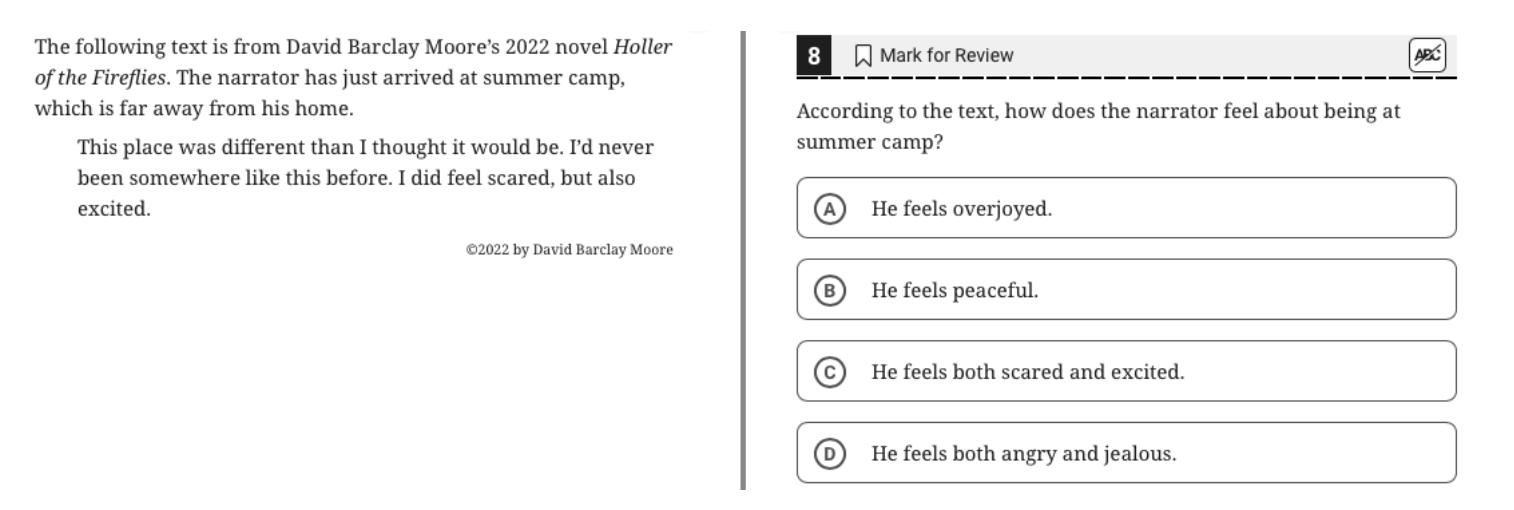 The following text is from David Barclay Moore’s 2022 novel Holler
of the Fireflies. The narrator has just arrived at summer camp,
which is far away from his home.
This place was different than I thought it would be. I’d never
been somewhere like this before. I did feel scared, but also
excited.
©2022 by David Barclay Moore
8 Mark for Review ABC
According to the text, how does the narrator feel about being at
summer camp?
A He feels overjoyed.
B He feels peaceful.
C He feels both scared and excited.
D He feels both angry and jealous.